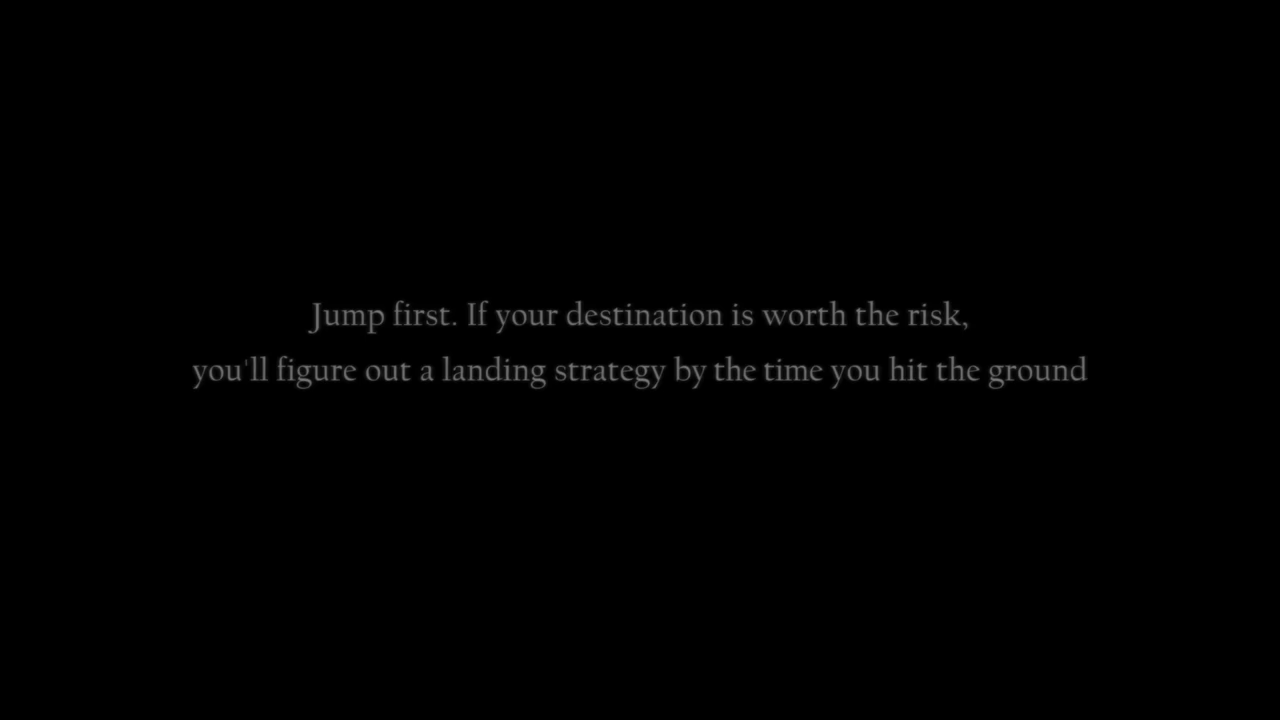 Jump first. If your destination is worth the risk,
you'll figure out a landing strategy by the time you hit the ground